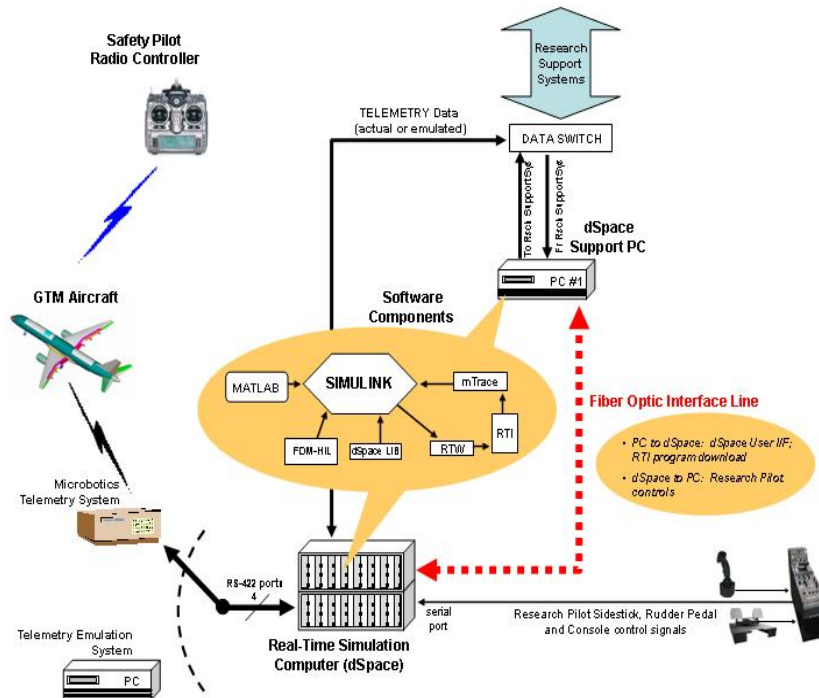 Safety Pilot
Radio Controller
Research
Support
Systems
TELEMETRY Data
(actual or emulated)
DATA SWITCH
To Rsch SupportSys
Fr Rsch SupportSys
dSpace
Support PC
PC #1
GTM Aircraft
Software
Components
MATLAB
SIMULINK
mTrace
FDM-HIL
dSpace LIB
RTW
RTI
Fiber Optic Interface Line
• PC to dSpace: dSpace User I/F;
RTI program download
• dSpace to PC: Research Pilot
controls
Microbotics
Telemetry System
RS-422 ports
4
serial
port
Research Pilot Sidestick, Rudder Pedal
and Console control signals
Real-Time Simulation
Computer (dSpace)
Telemetry Emulation
System
PC